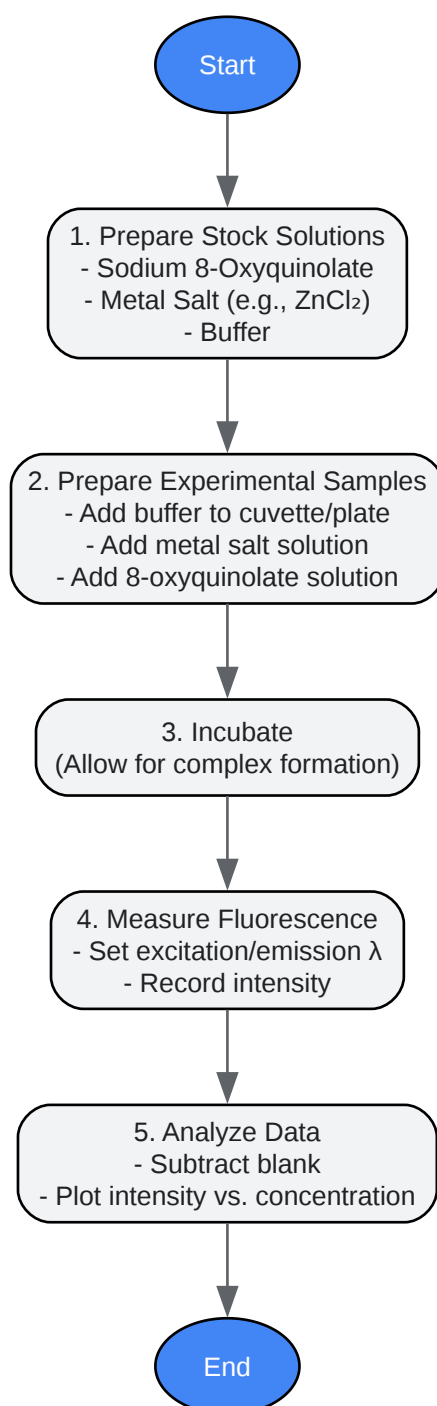 Start
1. Prepare Stock Solutions
- Sodium 8-Oxyquinolate
- Metal Salt (e.g., ZnCl₂)
- Buffer
2. Prepare Experimental Samples
- Add buffer to cuvette/plate
- Add metal salt solution
- Add 8-oxyquinolate solution
3. Incubate
(Allow for complex formation)
4. Measure Fluorescence
- Set excitation/emission λ
- Record intensity
5. Analyze Data
- Subtract blank
- Plot intensity vs. concentration
End